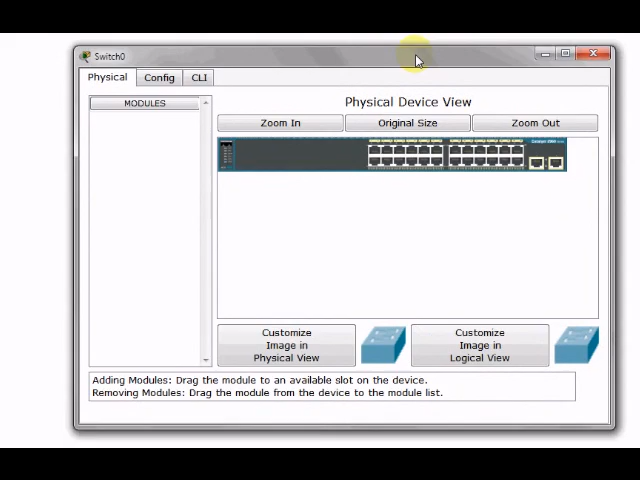 Switch0
Physical
Config
CLI
MODULES
Physical Device View
Zoom In
Original Size
Zoom Out
Customize
Image in
Physical View
Customize
Image in
Logical View
Adding Modules: Drag the module to an available slot on the device.
Removing Modules: Drag the module from the device to the module list.